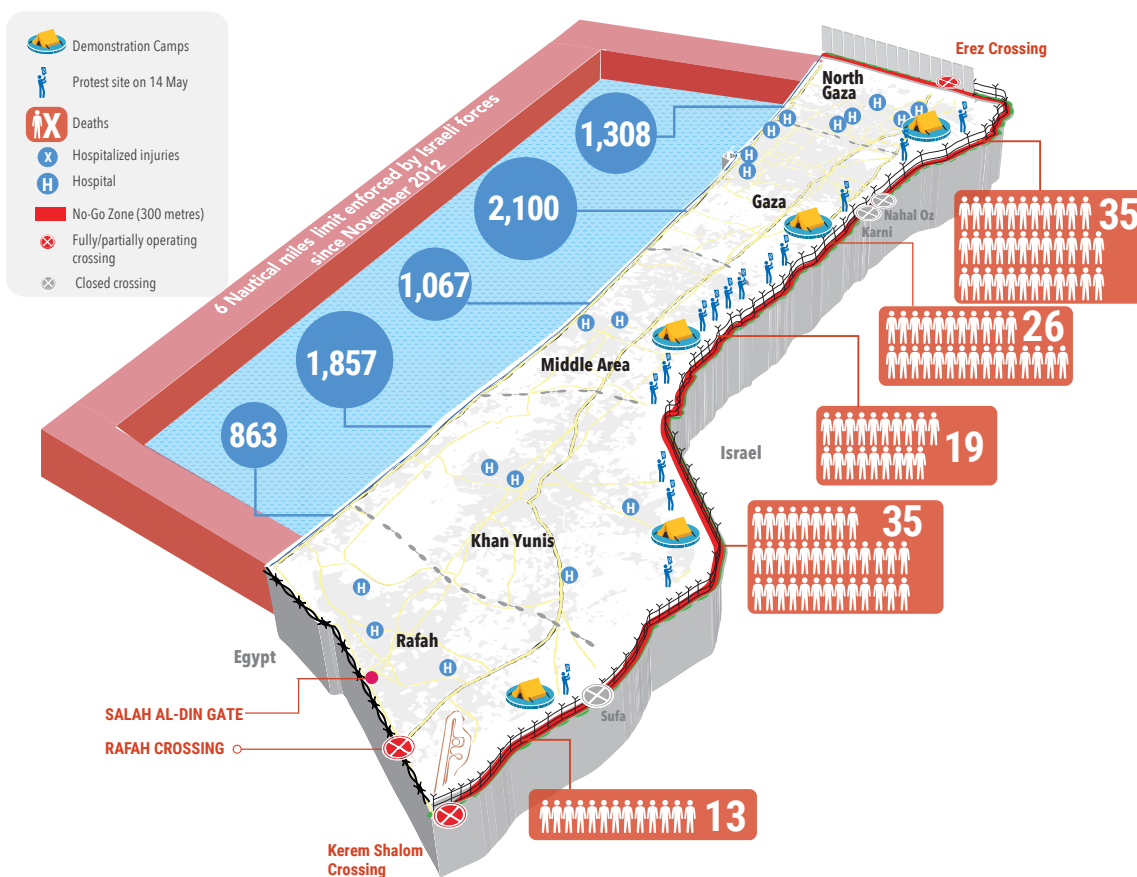 Demonstration Camps
Protest site on 14 May
X
Deaths
X
Hospitalized injuries
H
Hospital
No-Go Zone (300 metres)
Fully/partially operating
crossing
Closed crossing
6 Nautical miles limit enforced by Israeli forces
since November 2012
Erez Crossing
North
Gaza
1,308
2,100
Gaza
Nahal Oz
Karni
35
1,067
26
1,857
Middle Area
19
863
Israel
35
Khan Yunis
Rafah
Egypt
SALAH AL-DIN GATE
Sufa
RAFAH CROSSING
13
Kerem Shalom
Crossing